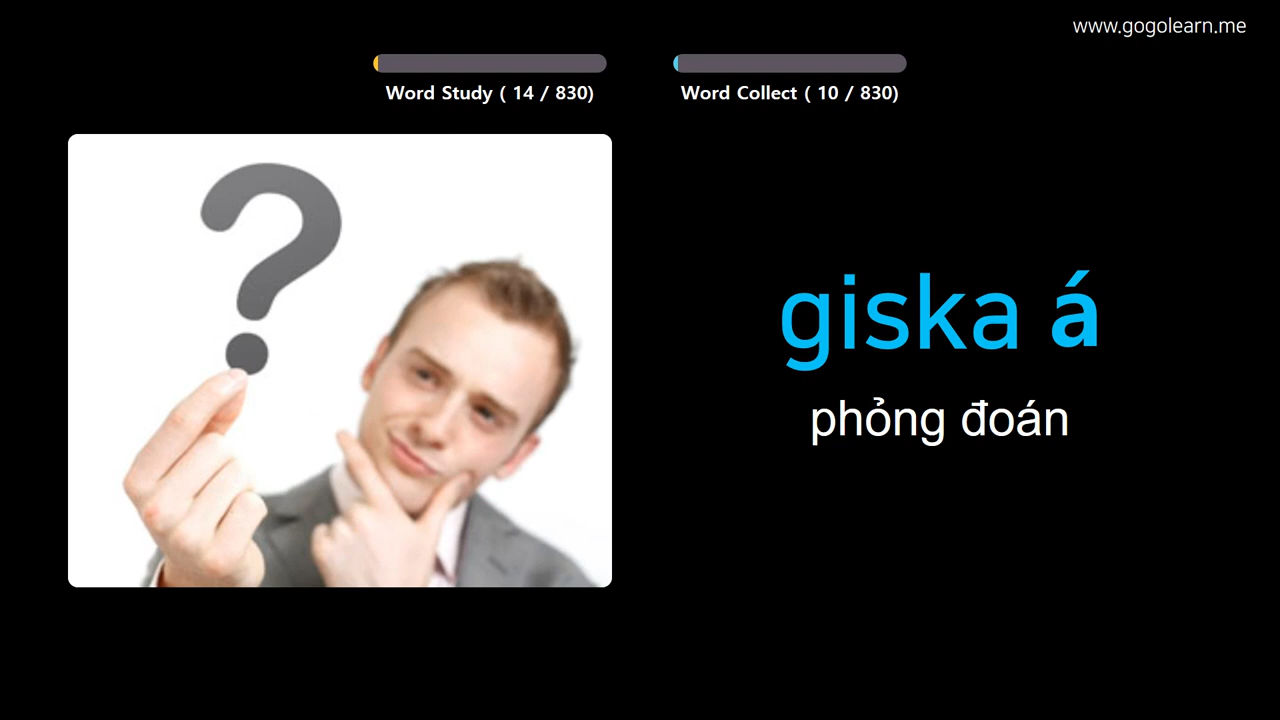 www.gogolearn.me
Word Study ( 14 / 830)
Word Collect ( 10 / 830)
?
giska á
phỏng đoán